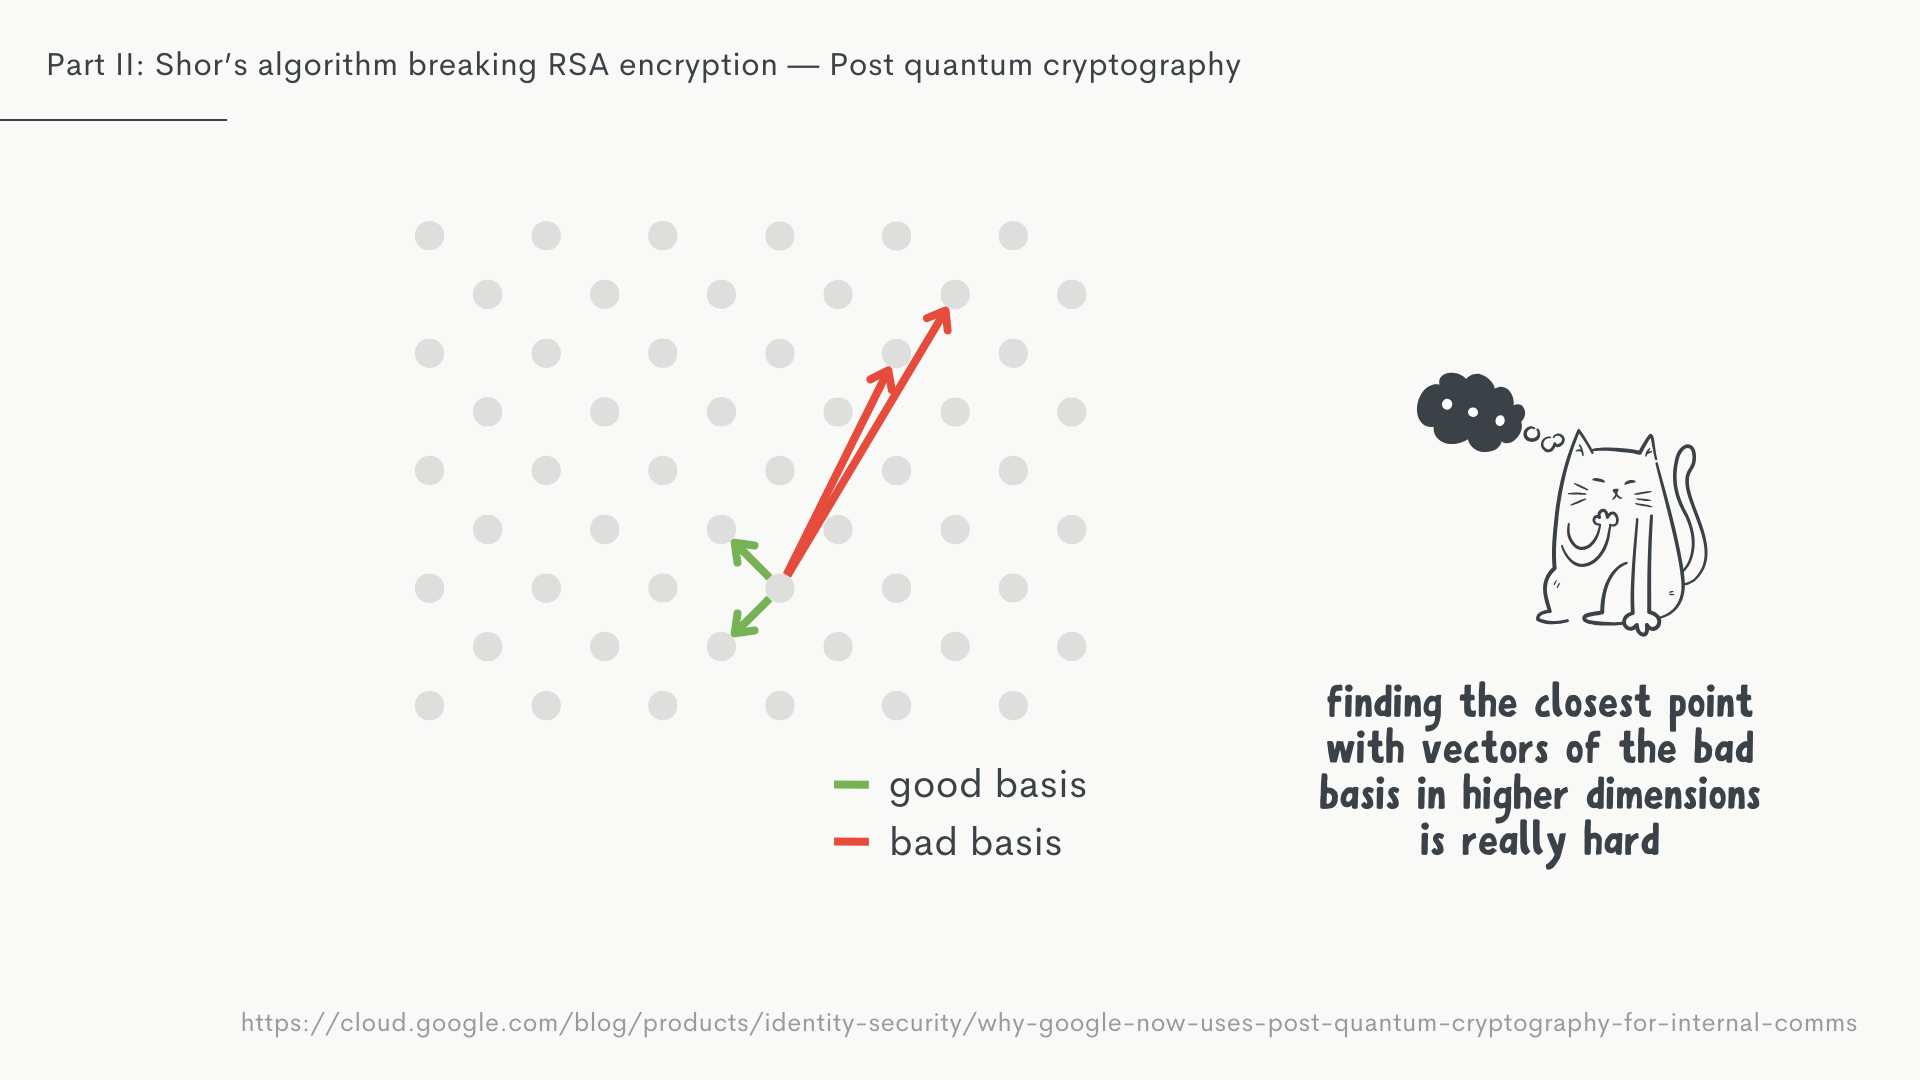 Part II: Shor’s algorithm breaking RSA encryption — Post quantum cryptography
good basis
bad basis
finding the closest point
with vectors of the bad
basis in higher dimensions
is really hard
https://cloud.google.com/blog/products/identity-security/why-google-now-uses-post-quantum-cryptography-for-internal-comms